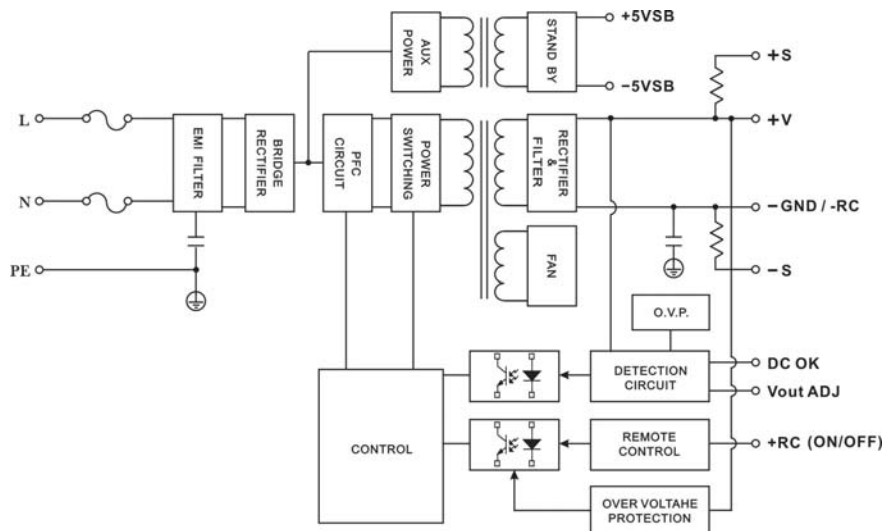 +5VSB
AUX
POWER
STAND BY
+S
-5VSB
L
+V
EMI FILTER
BRIDGE
RECTIFIER
PFC
CIRCUIT
POWER
SWITCHING
RECTIFIER
&
FILTER
N
-GND / -RC
PE
FAN
-S
O.V.P.
DETECTION
CIRCUIT
DC OK
Vout ADJ
CONTROL
REMOTE
CONTROL
+RC (ON/OFF)
OVER VOLTAHE
PROTECTION